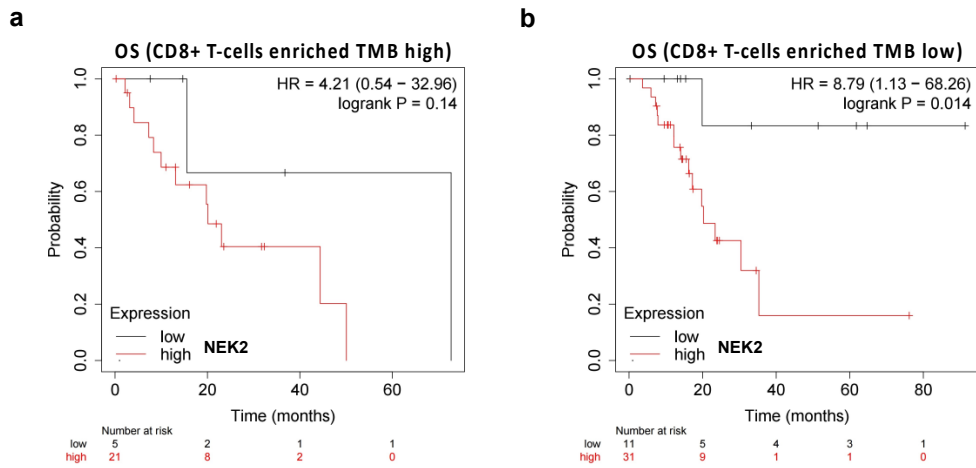 a
OS (CD8+ T-cells enriched TMB high)
HR = 4.21 (0.54 − 32.96)
logrank P = 0.14
Probability
1.0
0.8
0.6
0.4
0.2
0.0
Expression
low
high NEK2
0 20 40 60
Time (months)
Number at risk
low 5 2 1 1
high 21 8 2 0
b
OS (CD8+ T-cells enriched TMB low)
HR = 8.79 (1.13 − 68.26)
logrank P = 0.014
Probability
1.0
0.8
0.6
0.4
0.2
0.0
Expression
low
high NEK2
0 20 40 60 80
Time (months)
Number at risk
low 11 5 4 3 1
high 31 9 1 1 0